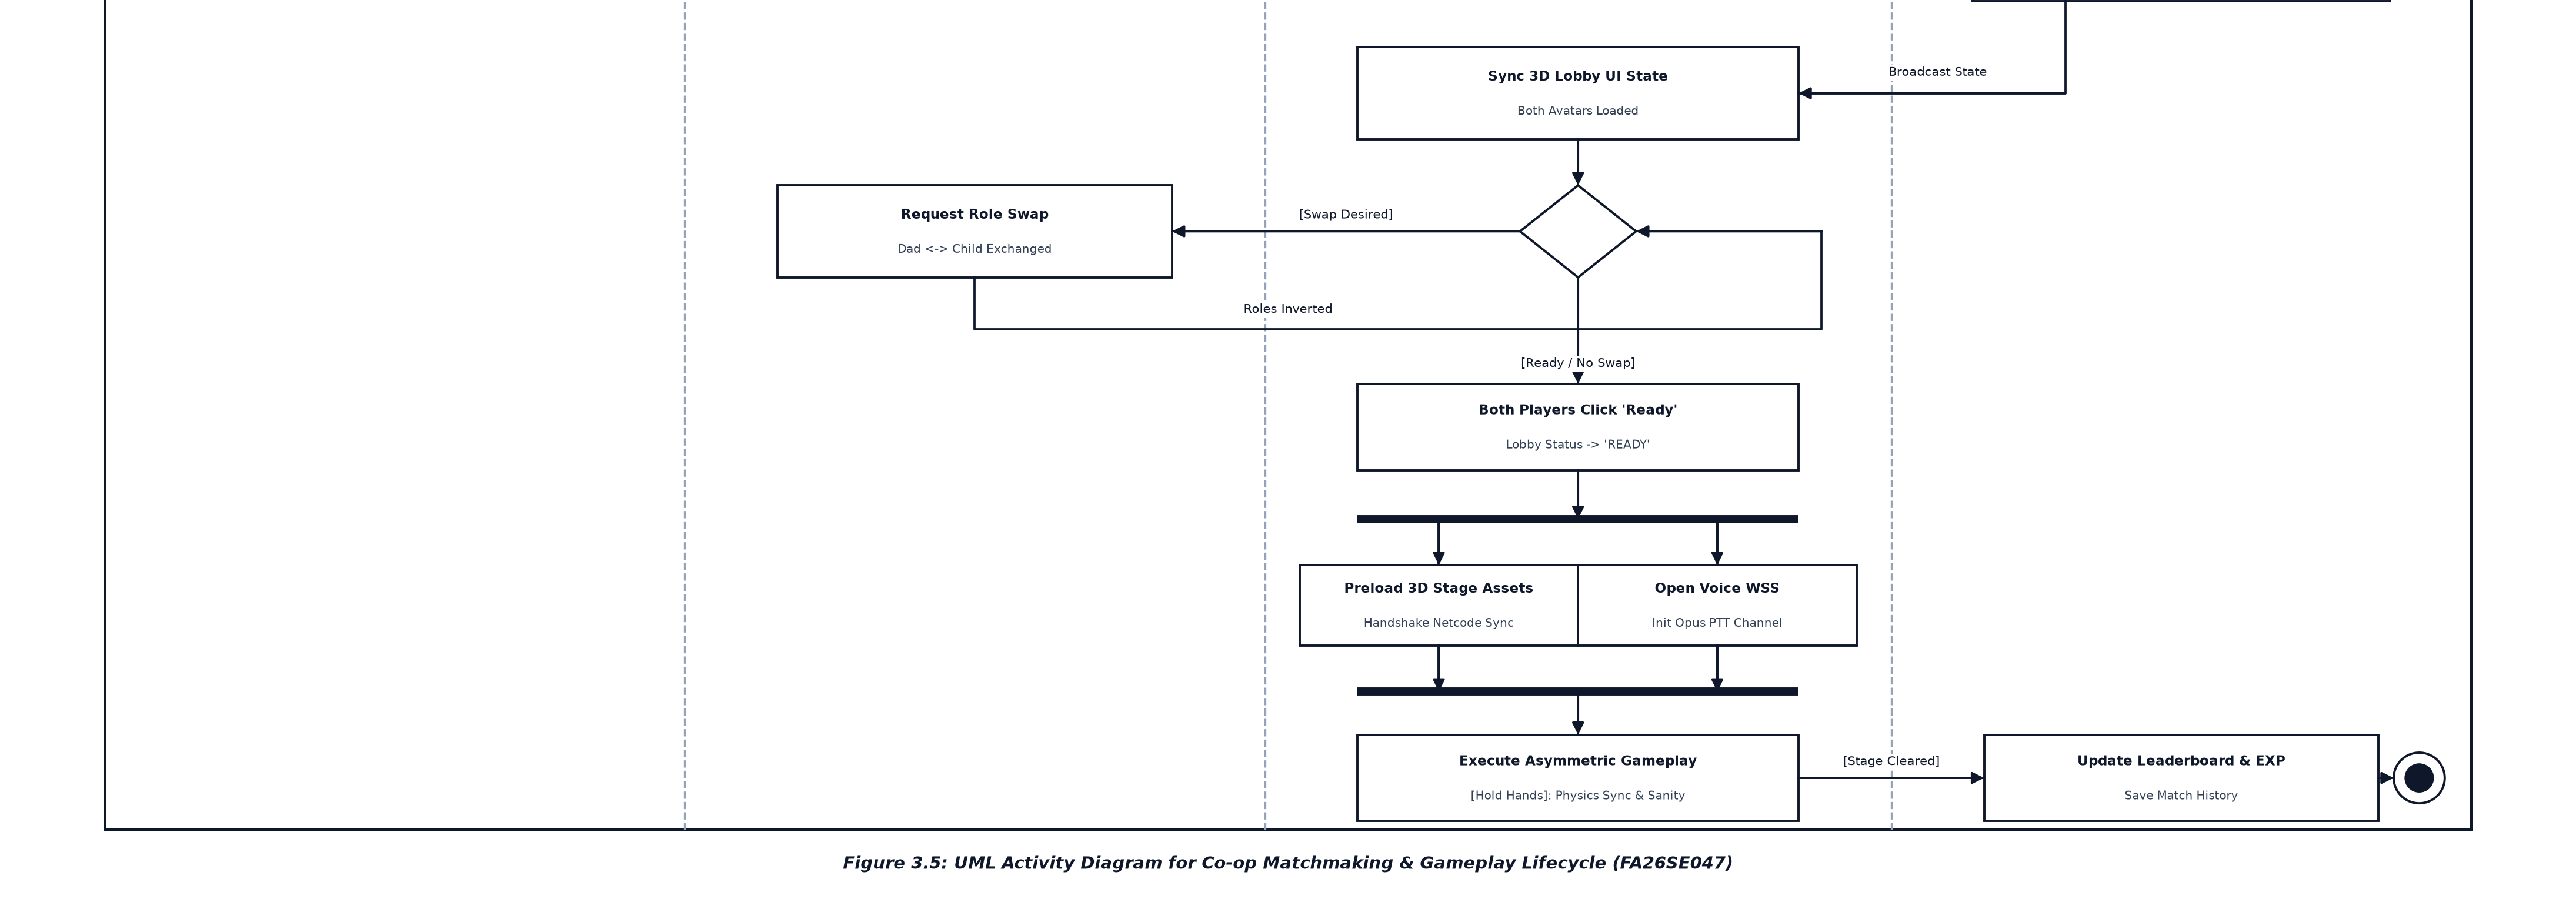 Broadcast State
Sync 3D Lobby UI State
Both Avatars Loaded
[Swap Desired]
Request Role Swap
Dad <-> Child Exchanged
Roles Inverted
[Ready / No Swap]
Both Players Click 'Ready'
Lobby Status -> 'READY'
Preload 3D Stage Assets
Handshake Netcode Sync
Open Voice WSS
Init Opus PTT Channel
Execute Asymmetric Gameplay
[Hold Hands]: Physics Sync & Sanity
[Stage Cleared]
Update Leaderboard & EXP
Save Match History
Figure 3.5: UML Activity Diagram for Co-op Matchmaking & Gameplay Lifecycle (FA26SE047)